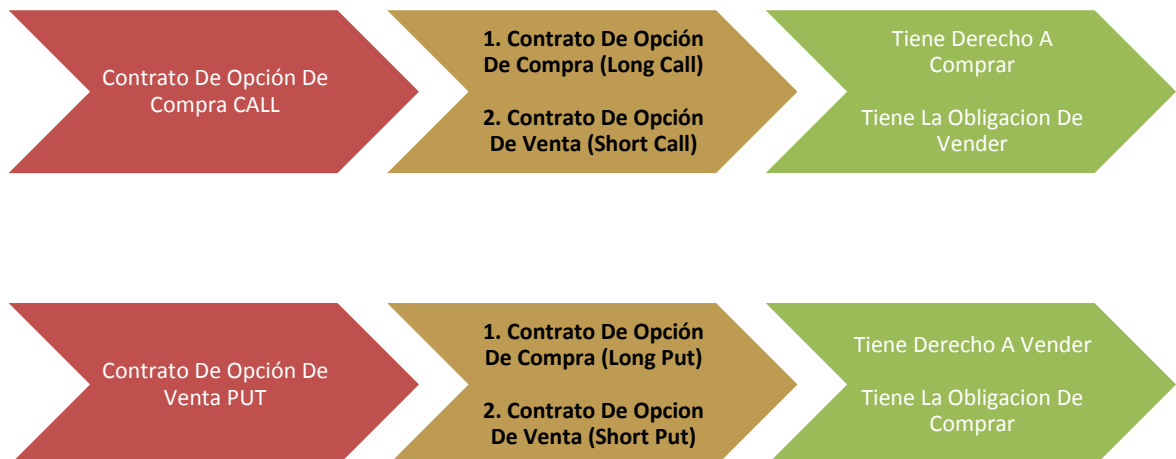 Contrato De Opción De
Compra CALL
1. Contrato De Opción
De Compra (Long Call)
2. Contrato De Opción
De Venta (Short Call)
Tiene Derecho A
Comprar
Tiene La Obligacion De
Vender
Contrato De Opción De
Venta PUT
1. Contrato De Opción
De Compra (Long Put)
2. Contrato De Opcion
De Venta (Short Put)
Tiene Derecho A Vender
Tiene La Obligacion De
Comprar